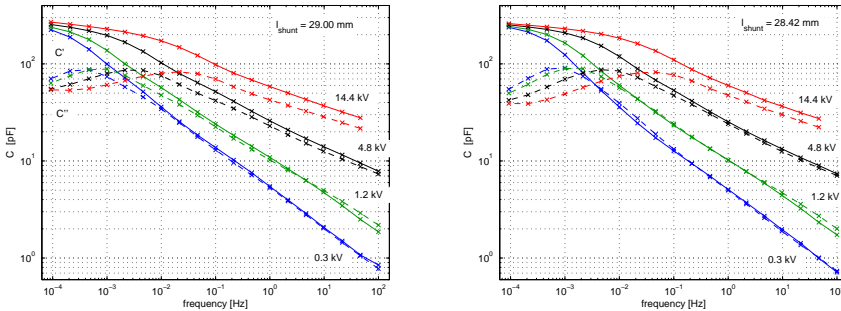 l_shunt = 29.00 mm
C'
C''
14.4 kV
4.8 kV
1.2 kV
0.3 kV
C [pF]
10^2
10^1
10^0
10^−4 10^−3 10^−2 10^−1 10^0 10^1 10^2
frequency [Hz]
l_shunt = 28.42 mm
14.4 kV
4.8 kV
1.2 kV
0.3 kV
C [pF]
10^2
10^1
10^0
10^−4 10^−3 10^−2 10^−1 10^0 10^1 10^2
frequency [Hz]